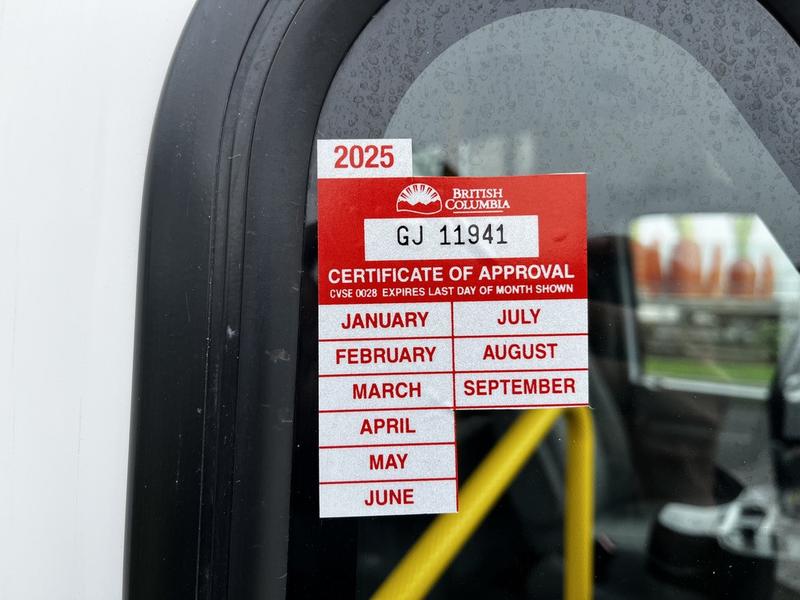 2025
BRITISH
COLUMBIA
GJ 11941
CERTIFICATE OF APPROVAL
CVSE 0028 EXPIRES LAST DAY OF MONTH SHOWN
JANUARY JULY
FEBRUARY AUGUST
MARCH SEPTEMBER
APRIL
MAY
JUNE